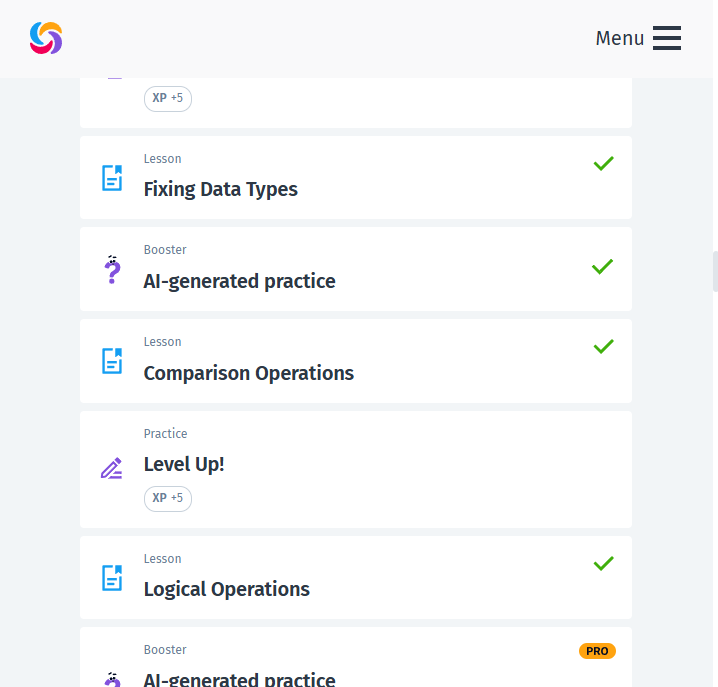 Menu
XP +5
Lesson
Fixing Data Types
Booster
AI-generated practice
Lesson
Comparison Operations
Practice
Level Up!
XP +5
Lesson
Logical Operations
Booster
PRO
AI-generated practice